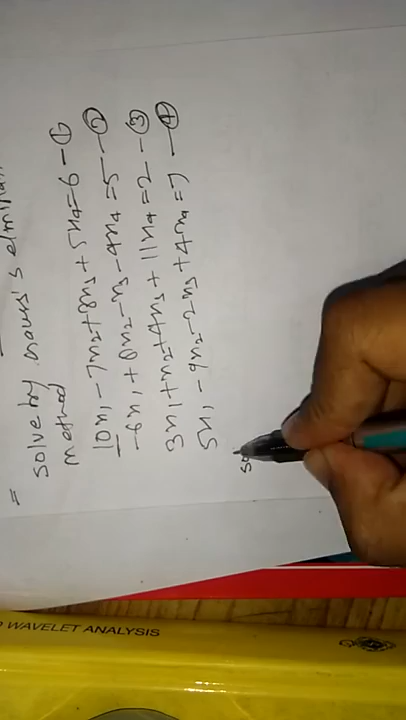 =
solve by Gauss's elimination
method
10x₁ - 7x₂ + 8x₃ + 5x₄ = 6 - ①
-6x₁ + 8x₂ - x₃ - 4x₄ = 5 - ②
3x₁ + x₂ + 4x₃ + 11x₄ = 2 - ③
5x₁ - 9x₂ - 2x₃ + 4x₄ = 7 - ④
so
WAVELET ANALYSIS